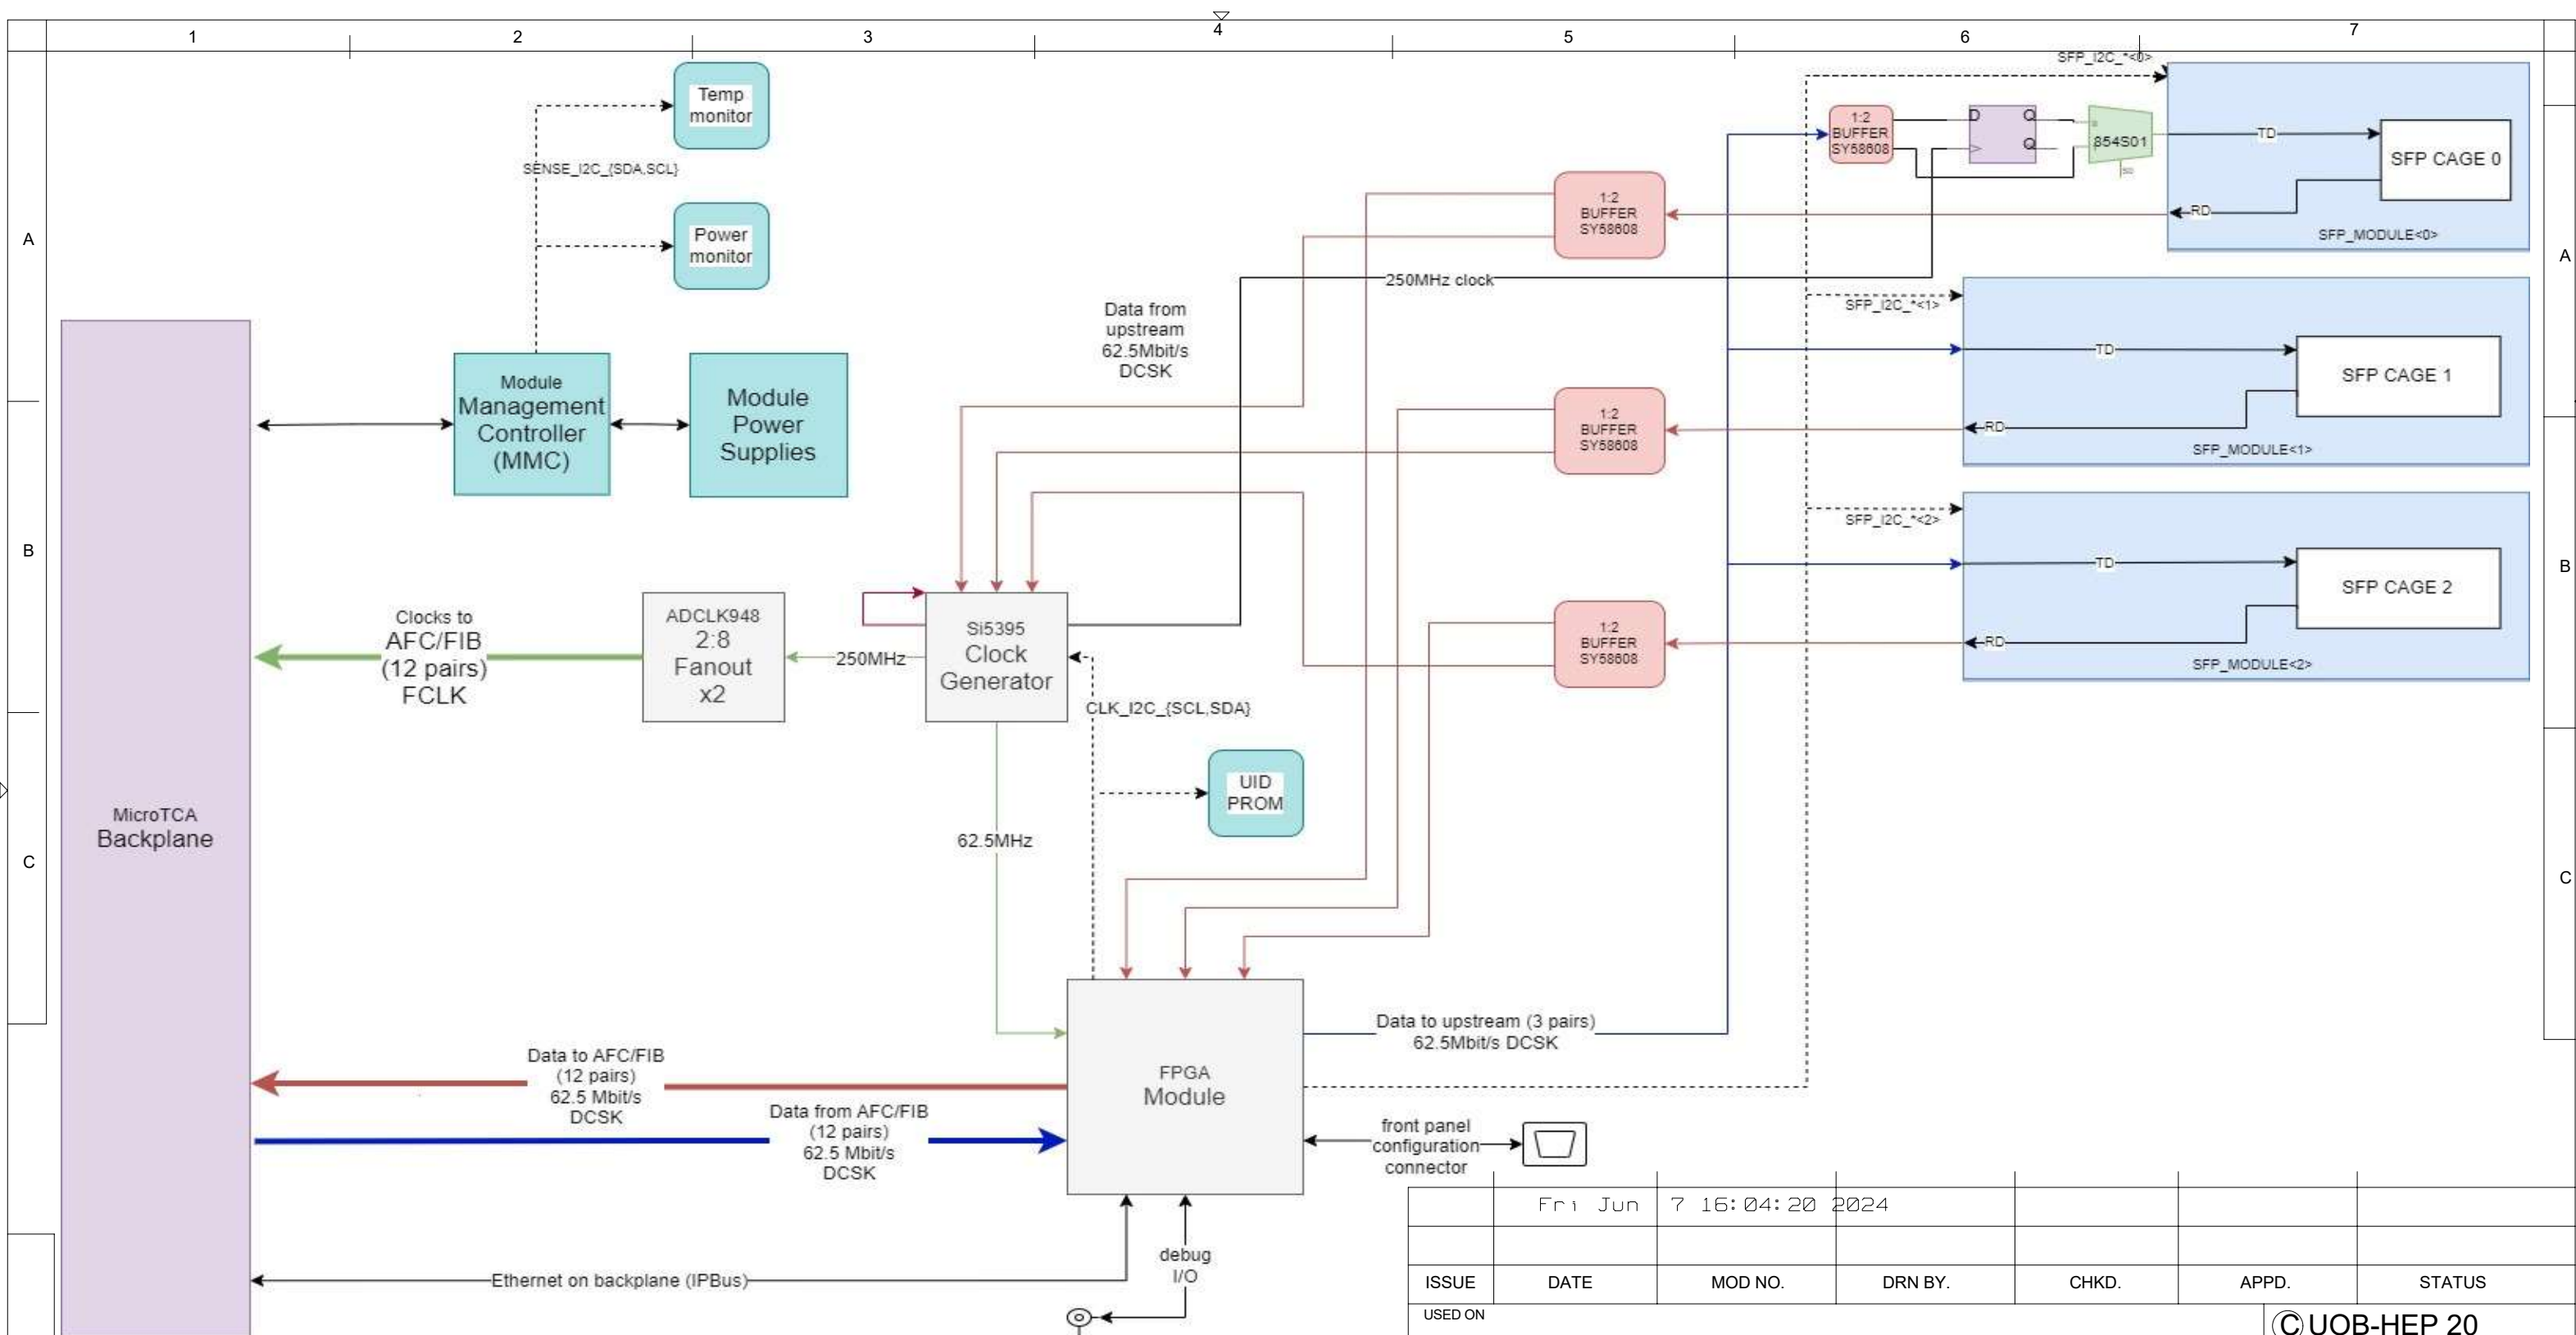 1
2
3
4
5
6
7
A
B
C
A
B
C
Temp
monitor
SENSE_I2C_{SDA,SCL}
Power
monitor
Module
Management
Controller
(MMC)
Module
Power
Supplies
MicroTCA
Backplane
Clocks to
AFC/FIB
(12 pairs)
FCLK
ADCLK948
2:8
Fanout
x2
250MHz
Si5395
Clock
Generator
CLK_I2C_{SCL,SDA}
UID
PROM
62.5MHz
Data from
upstream
62.5Mbit/s
DCSK
250MHz clock
1:2
BUFFER
SY58608
1:2
BUFFER
SY58608
1:2
BUFFER
SY58608
1:2
BUFFER
SY58608
D
Q
Q
854S01
SFP_I2C_*<0>
TD
RD
SFP CAGE 0
SFP_MODULE<0>
SFP_I2C_*<1>
TD
RD
SFP CAGE 1
SFP_MODULE<1>
SFP_I2C_*<2>
TD
RD
SFP CAGE 2
SFP_MODULE<2>
FPGA
Module
Data to upstream (3 pairs)
62.5Mbit/s DCSK
Data to AFC/FIB
(12 pairs)
62.5 Mbit/s
DCSK
Data from AFC/FIB
(12 pairs)
62.5 Mbit/s
DCSK
front panel
configuration
connector
Ethernet on backplane (IPBus)
debug
I/O
Fri Jun 7 16:04:20 2024
ISSUE DATE MOD NO. DRN BY. CHKD. APPD. STATUS
USED ON
© UOB-HEP 20